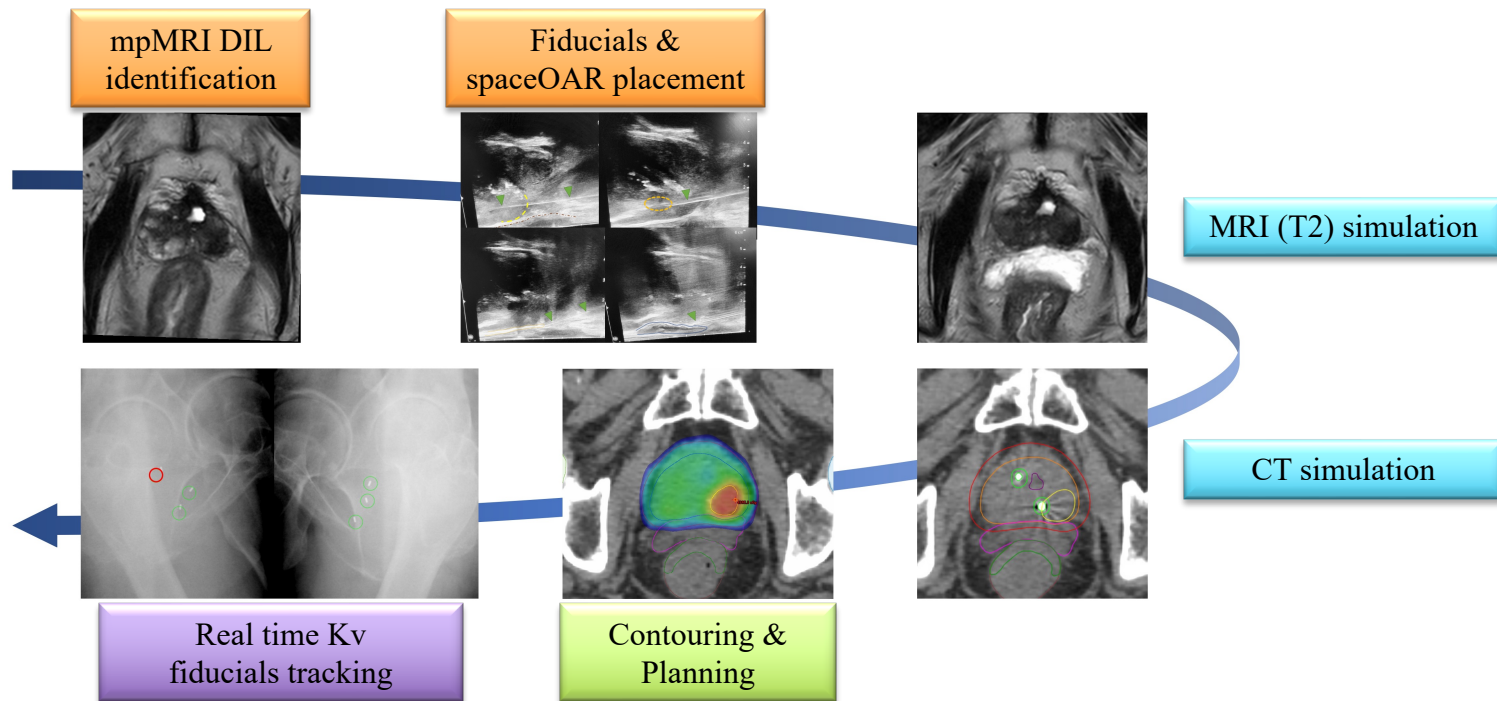 mpMRI DIL
identification
Fiducials &
spaceOAR placement
MRI (T2) simulation
CT simulation
Contouring &
Planning
Real time Kv
fiducials tracking